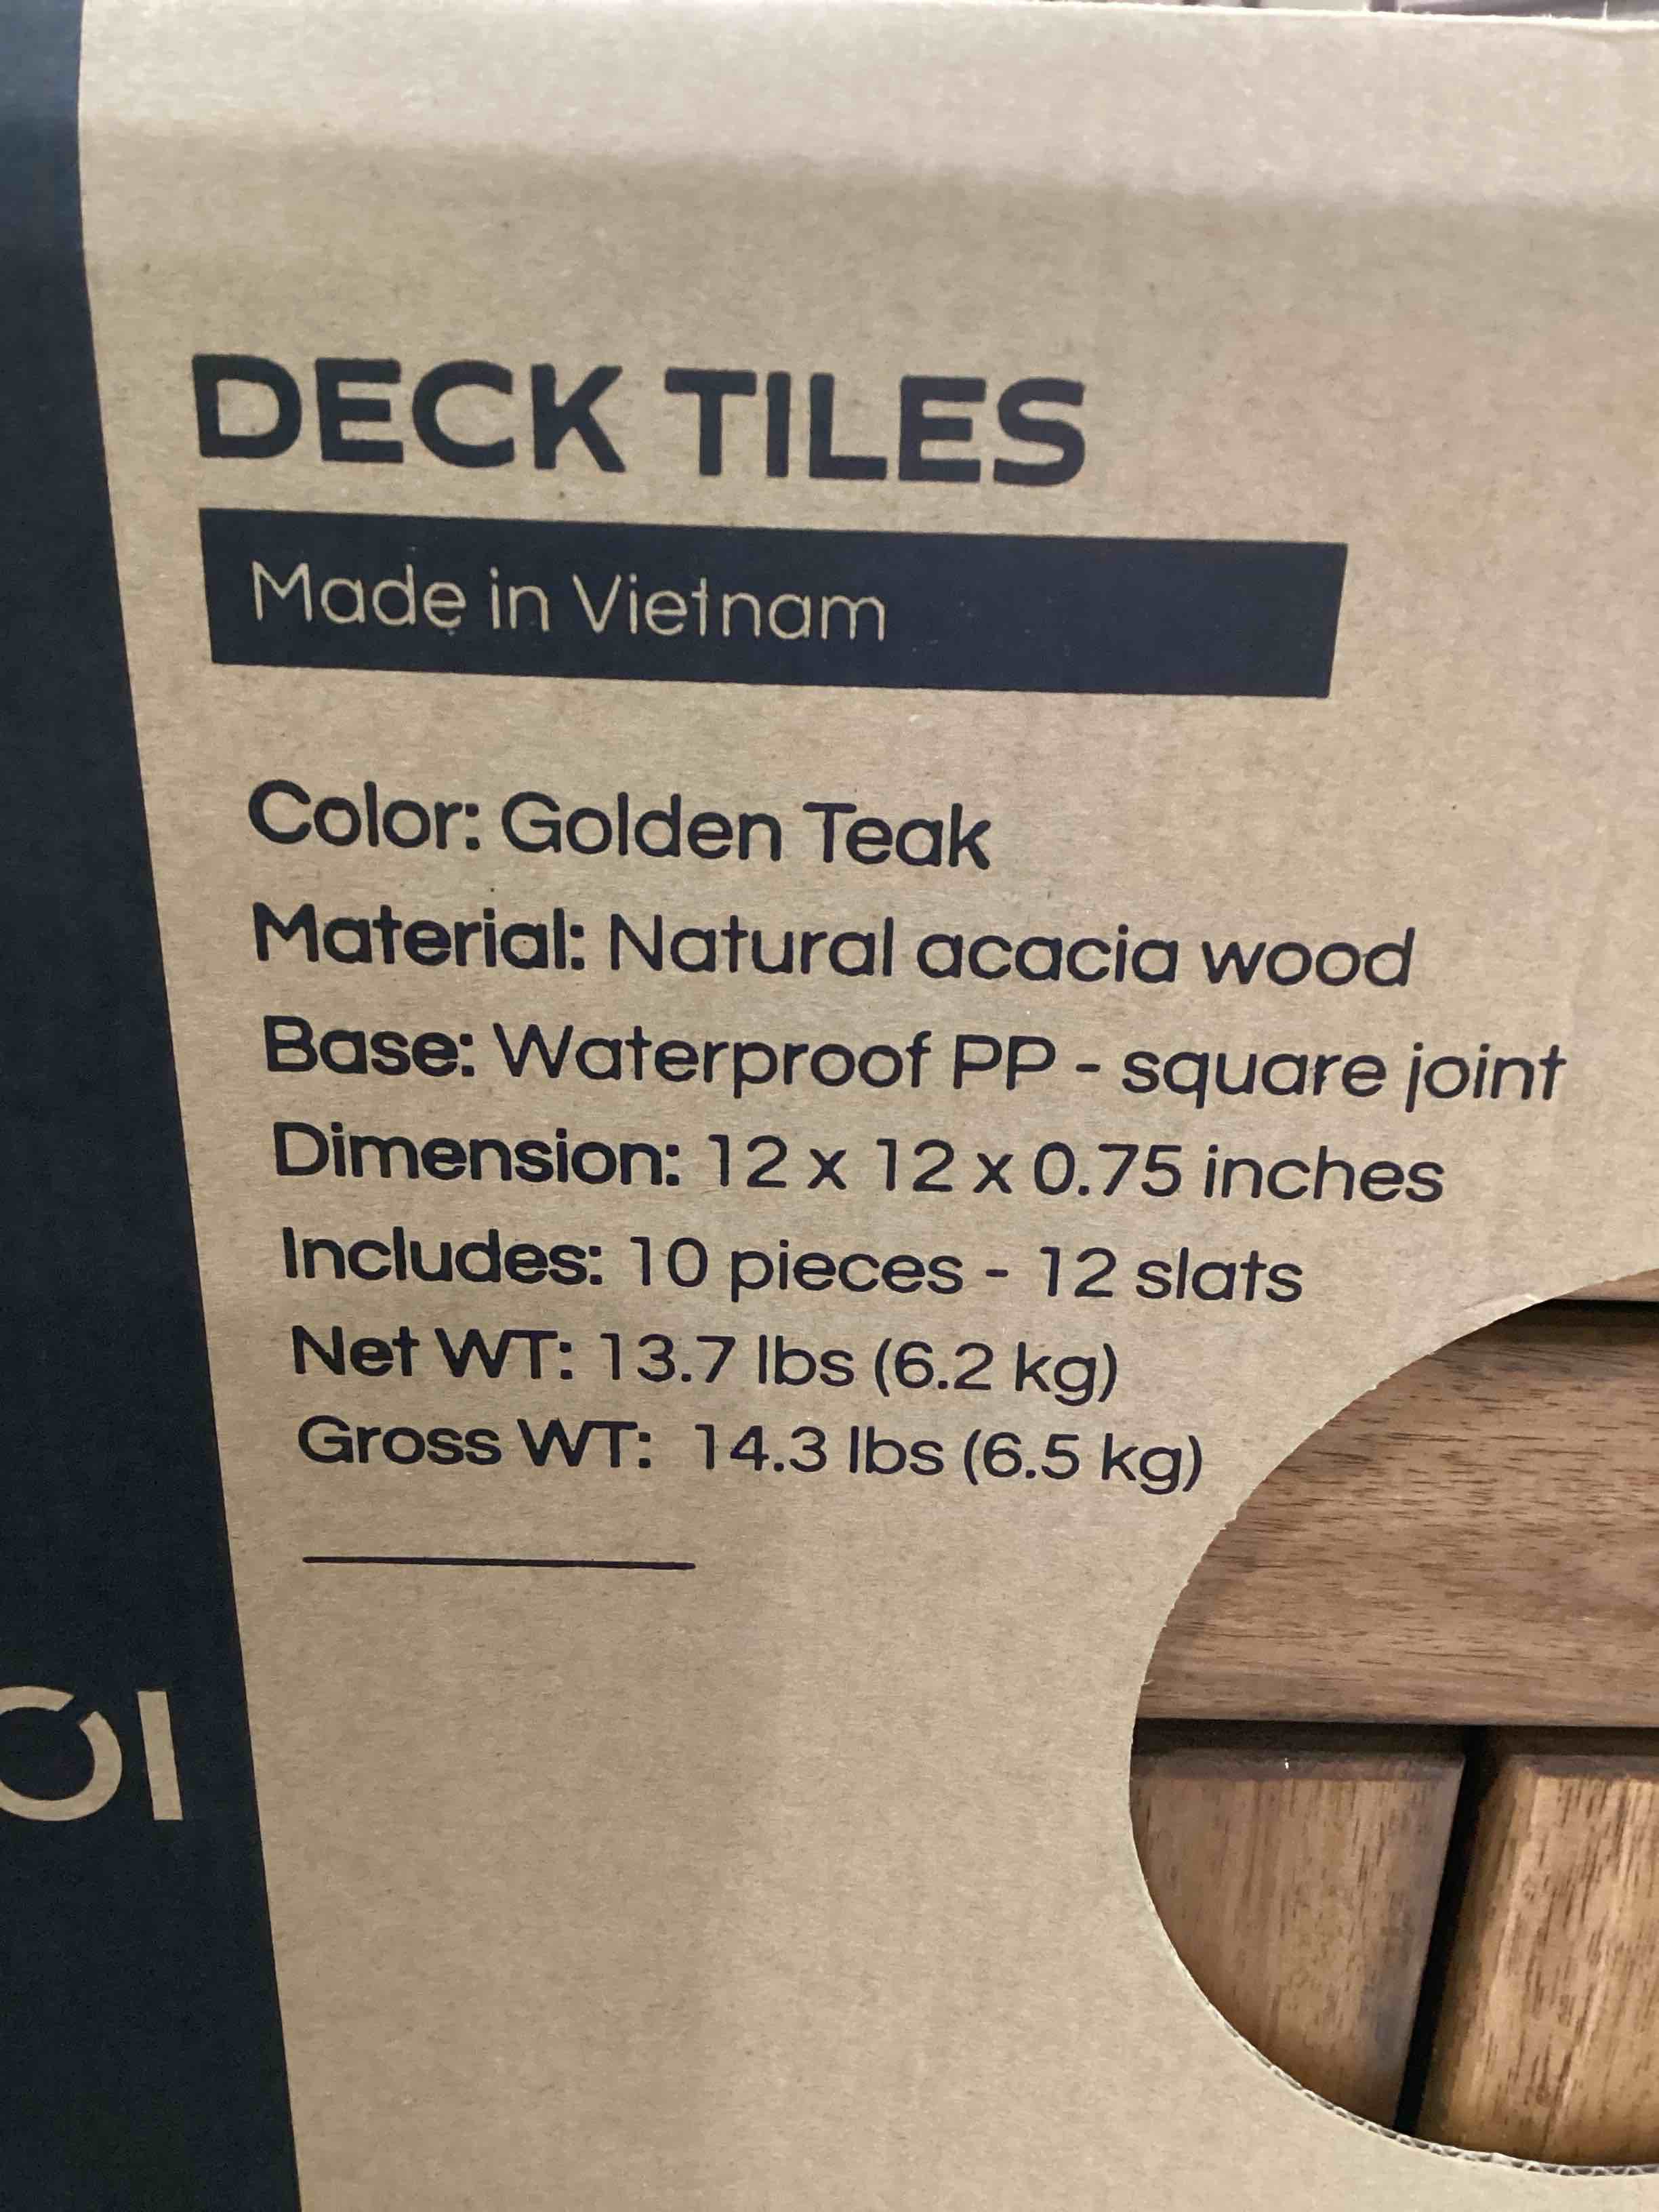 DECK TILES
Made in Vietnam
Color: Golden Teak
Material: Natural acacia wood
Base: Waterproof PP - square joint
Dimension: 12 x 12 x 0.75 inches
Includes: 10 pieces - 12 slats
Net WT: 13.7 lbs (6.2 kg)
Gross WT: 14.3 lbs (6.5 kg)